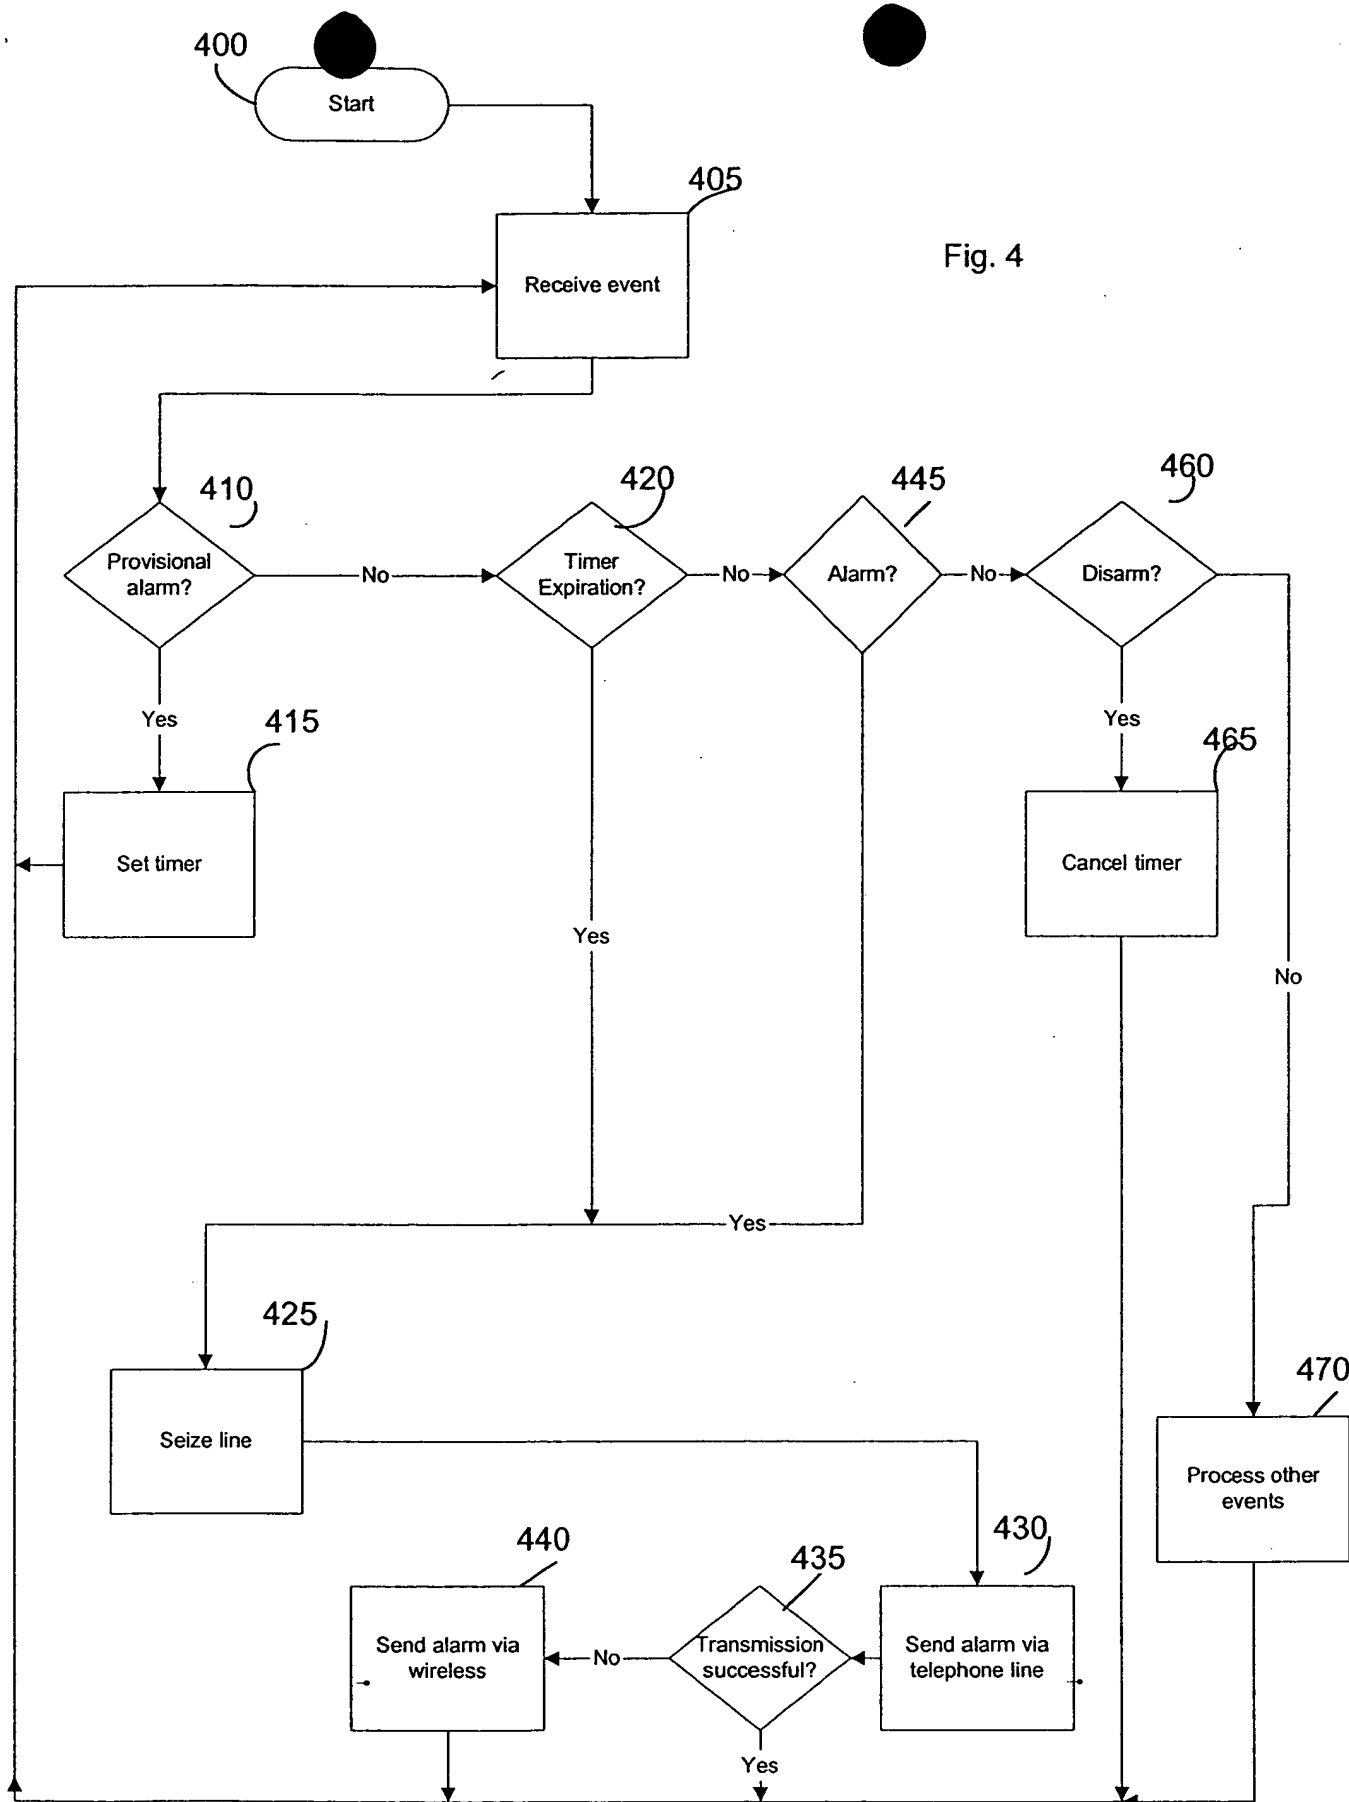 400
Start
405
Receive event
Fig. 4
410
420
445
460
Provisional
alarm?
No
Timer
Expiration?
No
Alarm?
No
Disarm?
Yes
415
Yes
465
Set timer
Cancel timer
Yes
No
Yes
425
Seize line
470
Process other
events
440
435
430
Send alarm via
wireless
No
Transmission
successful?
Send alarm via
telephone line
Yes